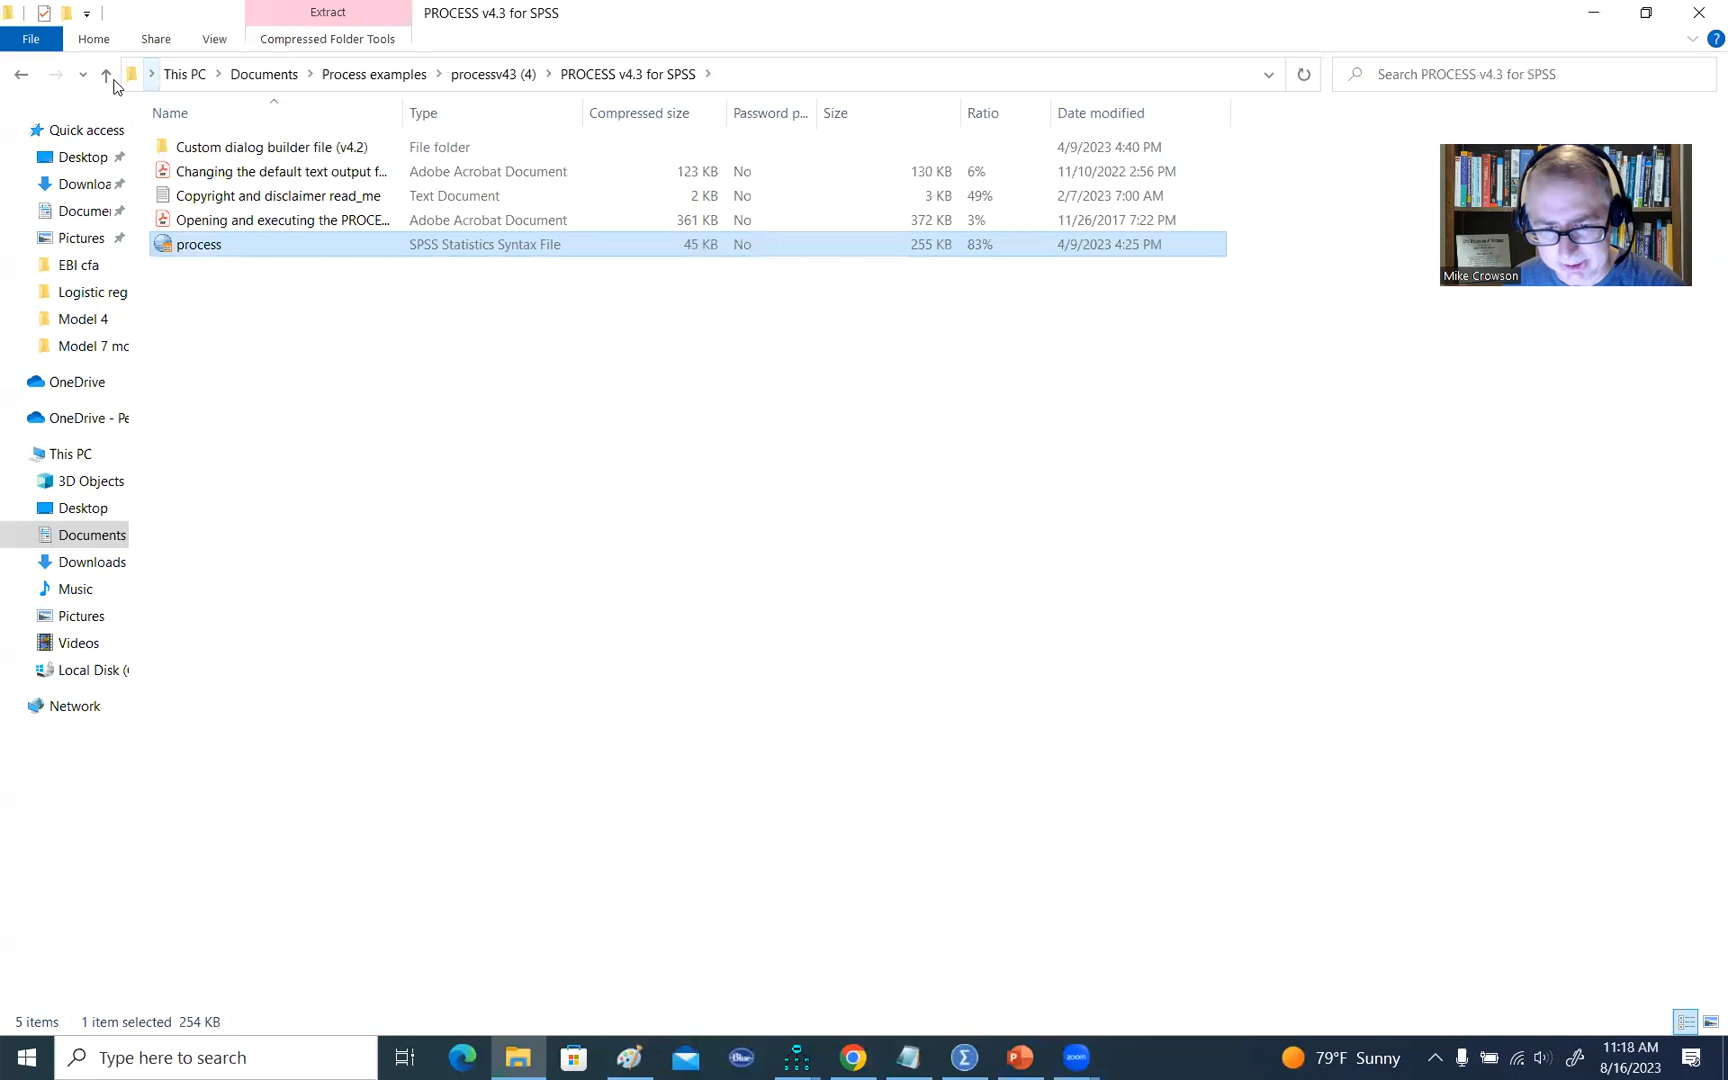 Extract
PROCESS v4.3 for SPSS
File
Home
Share
View
Compressed Folder Tools
This PC
Documents
Process examples
processv43 (4)
PROCESS v4.3 for SPSS
Search PROCESS v4.3 for SPSS
Name
Type
Compressed size
Password p...
Size
Ratio
Date modified
Custom dialog builder file (v4.2)
File folder
4/9/2023 4:40 PM
Changing the default text output f...
Adobe Acrobat Document
123 KB
No
130 KB
6%
11/10/2022 2:56 PM
Copyright and disclaimer read_me
Text Document
2 KB
No
3 KB
49%
2/7/2023 7:00 AM
Opening and executing the PROCE...
Adobe Acrobat Document
361 KB
No
372 KB
3%
11/26/2017 7:22 PM
process
SPSS Statistics Syntax File
45 KB
No
255 KB
83%
4/9/2023 4:25 PM
Quick access
Desktop
Downloa
Documer
Pictures
EBI cfa
Logistic reg
Model 4
Model 7 mc
OneDrive
OneDrive - Pe
This PC
3D Objects
Desktop
Documents
Downloads
Music
Pictures
Videos
Local Disk (
Network
Mike Crowson
5 items
1 item selected 254 KB
Type here to search
Blue
zoom
79°F Sunny
11:18 AM
8/16/2023